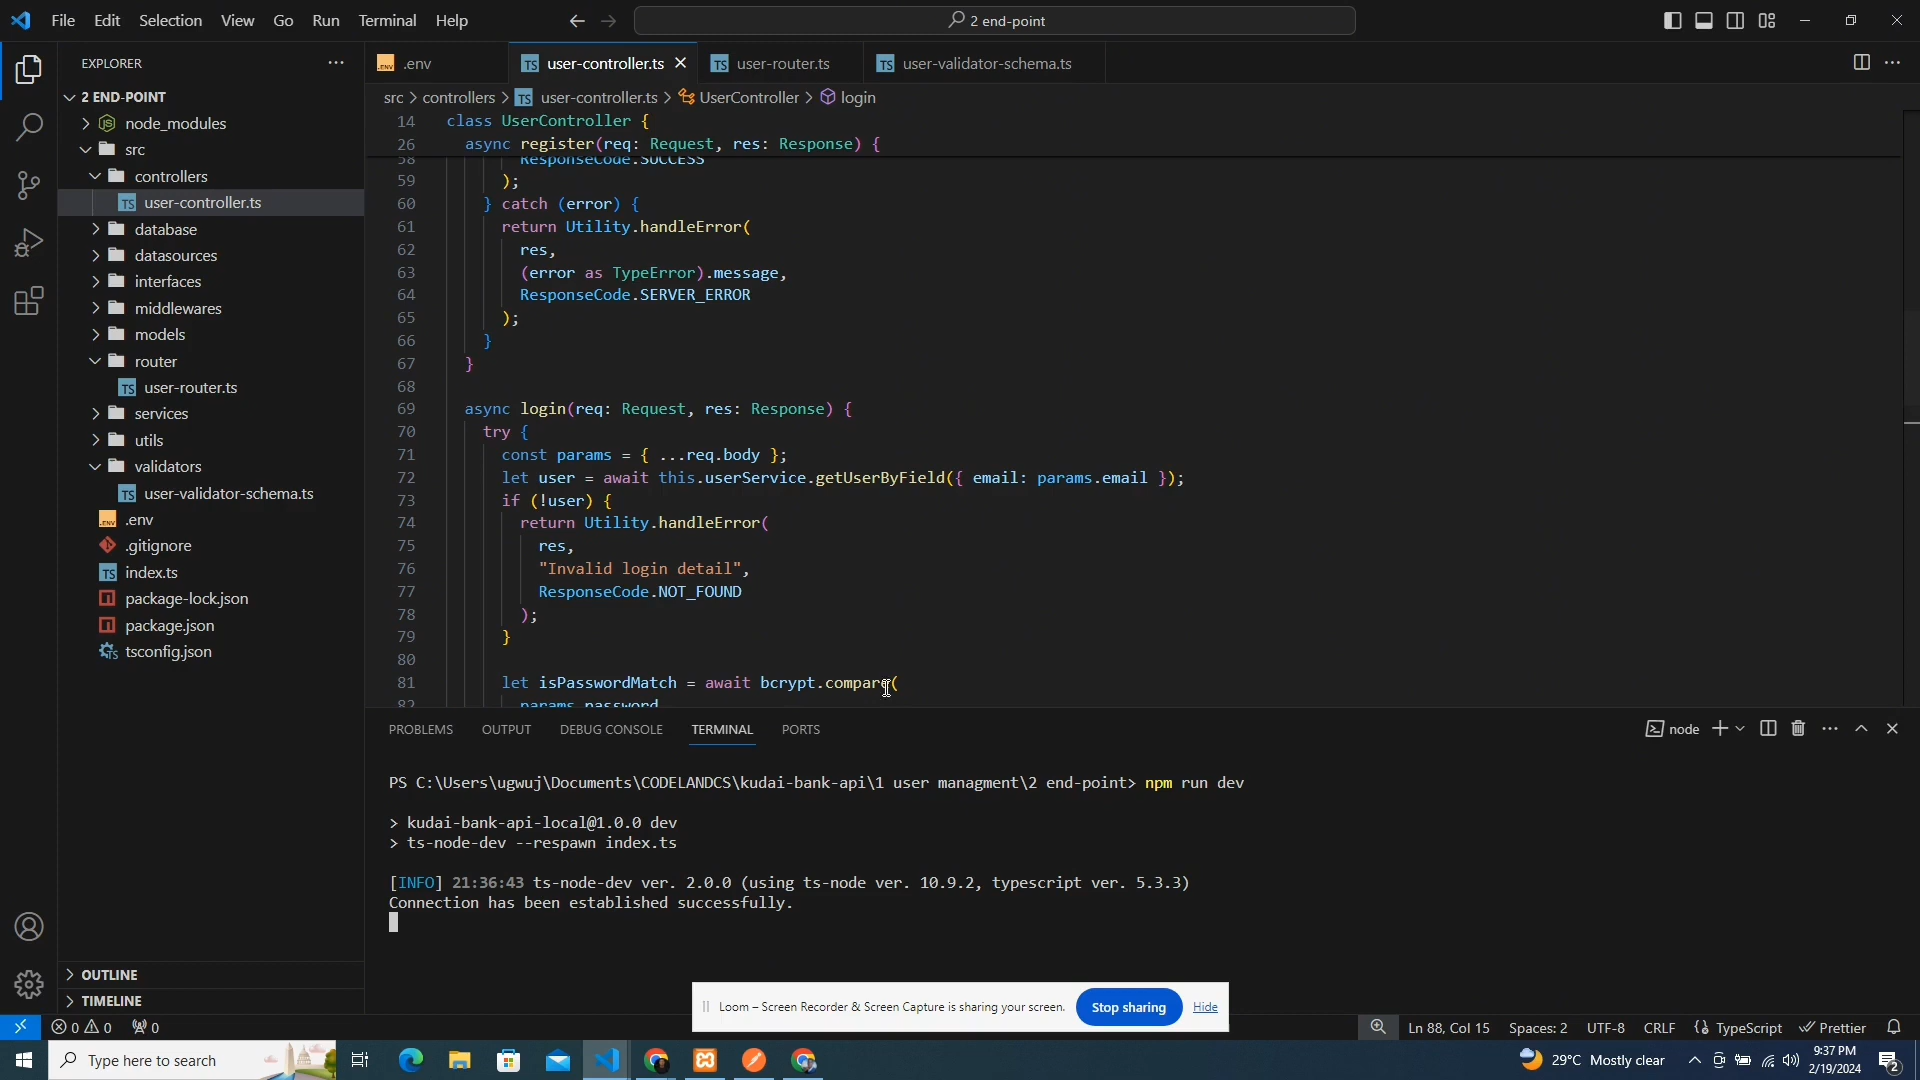 File Edit Selection View Go Run Terminal Help
2 end-point
EXPLORER
2 END-POINT
node_modules
src
controllers
user-controller.ts
database
datasources
interfaces
middlewares
models
router
user-router.ts
services
utils
validators
user-validator-schema.ts
.env
.gitignore
index.ts
package-lock.json
package.json
tsconfig.json
OUTLINE
TIMELINE
.env user-controller.ts user-router.ts user-validator-schema.ts
src > controllers > user-controller.ts > UserController > login
14 class UserController {
26 async register(req: Request, res: Response) {
58 ResponseCode.SUCCESS
59 );
60 } catch (error) {
61 return Utility.handleError(
62 res,
63 (error as TypeError).message,
64 ResponseCode.SERVER_ERROR
65 );
66 }
67 }
68
69 async login(req: Request, res: Response) {
70 try {
71 const params = { ...req.body };
72 let user = await this.userService.getUserByField({ email: params.email });
73 if (!user) {
74 return Utility.handleError(
75 res,
76 "Invalid login detail",
77 ResponseCode.NOT_FOUND
78 );
79 }
80
81 let isPasswordMatch = await bcrypt.compare(
82 params.password
PROBLEMS OUTPUT DEBUG CONSOLE TERMINAL PORTS
node
PS C:\Users\ugwuj\Documents\CODELANDCS\kudai-bank-api\1 user managment\2 end-point> npm run dev
> kudai-bank-api-local@1.0.0 dev
> ts-node-dev --respawn index.ts
[INFO] 21:36:43 ts-node-dev ver. 2.0.0 (using ts-node ver. 10.9.2, typescript ver. 5.3.3)
Connection has been established successfully.
Loom – Screen Recorder & Screen Capture is sharing your screen. Stop sharing Hide
0 0 0
Ln 88, Col 15 Spaces: 2 UTF-8 CRLF {} TypeScript Prettier
Type here to search
29°C Mostly clear
9:37 PM
2/19/2024
2